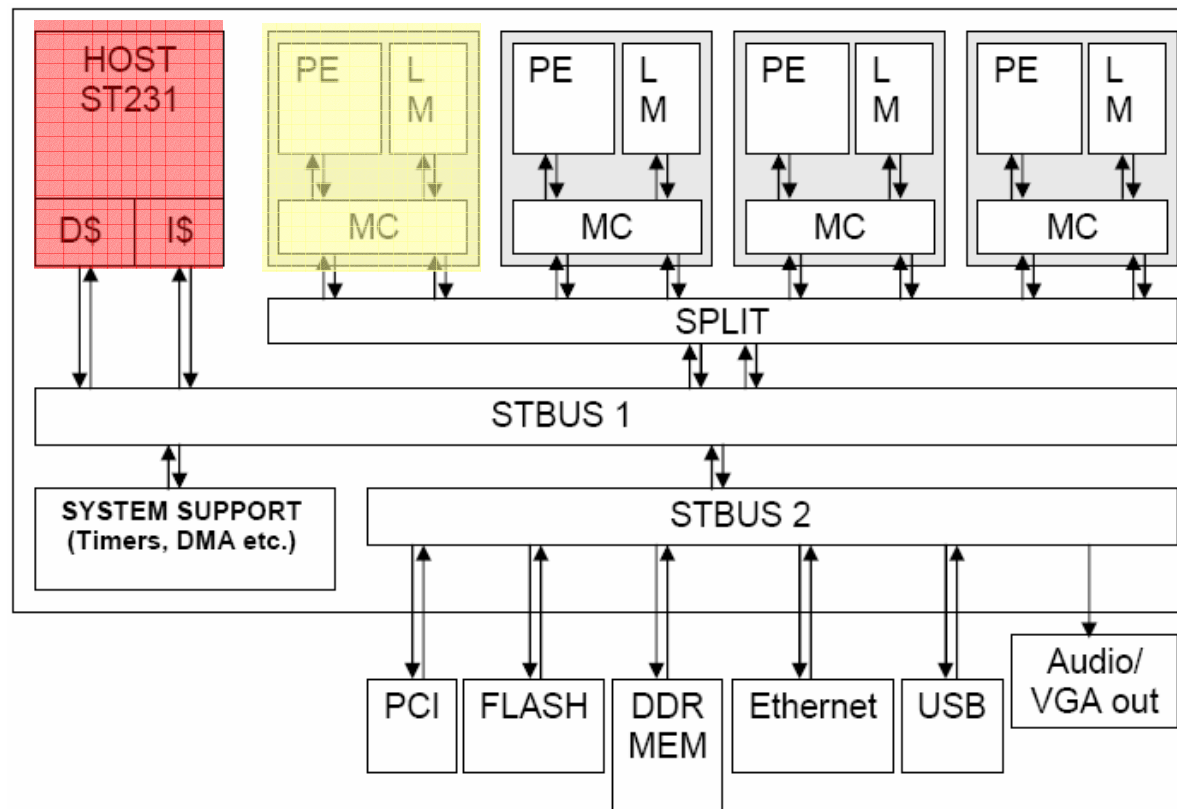 HOST
ST231
D$ I$
PE
L
M
MC
PE
L
M
MC
PE
L
M
MC
PE
L
M
MC
SPLIT
STBUS 1
SYSTEM SUPPORT
(Timers, DMA etc.)
STBUS 2
PCI
FLASH
DDR
MEM
Ethernet
USB
Audio/
VGA out